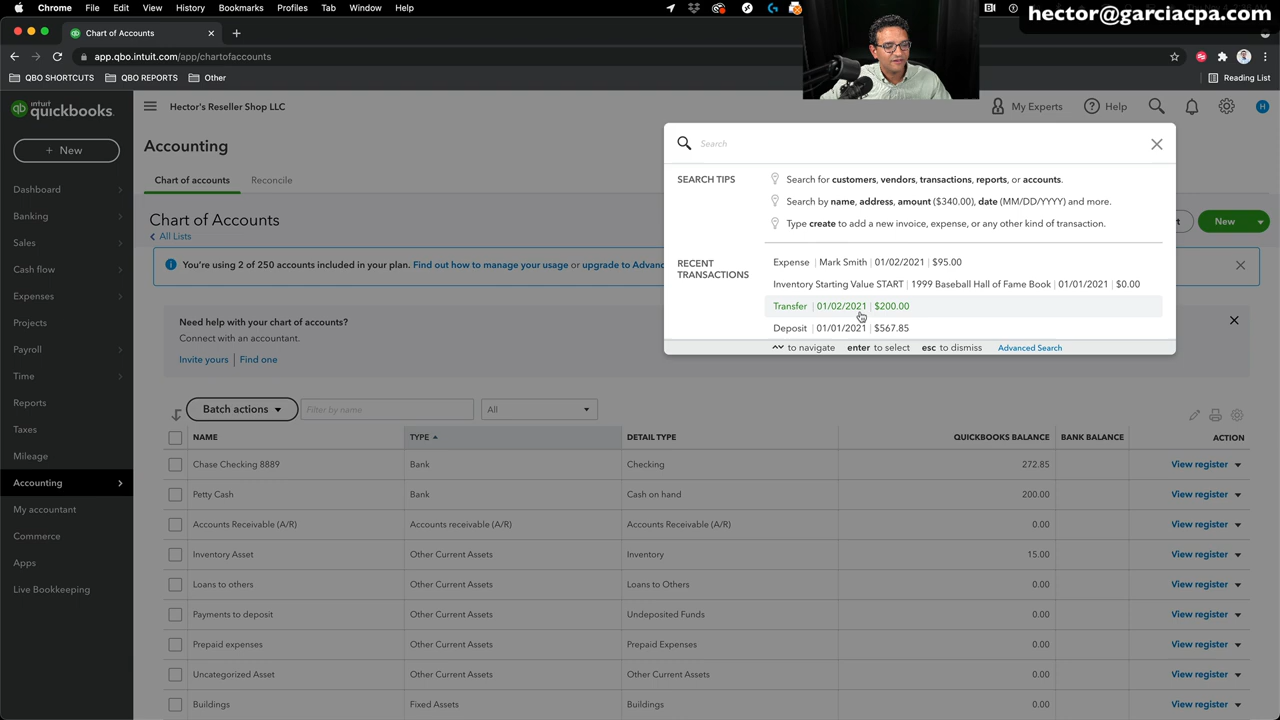 Chrome File Edit View History Bookmarks Profiles Tab Window Help
hector@garciacpa.com
Chart of Accounts
app.qbo.intuit.com/app/chartofaccounts
QBO SHORTCUTS QBO REPORTS Other
Reading List
intuit
quickbooks.
Hector's Reseller Shop LLC
My Experts
Help
H
+ New
Dashboard
Banking
Sales
Cash flow
Expenses
Projects
Payroll
Time
Reports
Taxes
Mileage
Accounting
My accountant
Commerce
Apps
Live Bookkeeping
Accounting
Chart of accounts
Reconcile
Chart of Accounts
All Lists
New
You're using 2 of 250 accounts included in your plan. Find out how to manage your usage or upgrade to Advanc
Need help with your chart of accounts?
Connect with an accountant.
Invite yours Find one
Search
SEARCH TIPS
Search for customers, vendors, transactions, reports, or accounts.
Search by name, address, amount ($340.00), date (MM/DD/YYYY) and more.
Type create to add a new invoice, expense, or any other kind of transaction.
RECENT
TRANSACTIONS
Expense | Mark Smith | 01/02/2021 | $95.00
Inventory Starting Value START | 1999 Baseball Hall of Fame Book | 01/01/2021 | $0.00
Transfer | 01/02/2021 | $200.00
Deposit | 01/01/2021 | $567.85
to navigate enter to select esc to dismiss Advanced Search
Batch actions
Filter by name
All
NAME TYPE DETAIL TYPE QUICKBOOKS BALANCE BANK BALANCE ACTION
Chase Checking 8889 Bank Checking 272.85 View register
Petty Cash Bank Cash on hand 200.00 View register
Accounts Receivable (A/R) Accounts receivable (A/R) Accounts Receivable (A/R) 0.00 View register
Inventory Asset Other Current Assets Inventory 15.00 View register
Loans to others Other Current Assets Loans to Others 0.00 View register
Payments to deposit Other Current Assets Undeposited Funds 0.00 View register
Prepaid expenses Other Current Assets Prepaid Expenses 0.00 View register
Uncategorized Asset Other Current Assets Other Current Assets 0.00 View register
Buildings Fixed Assets Buildings 0.00 View register